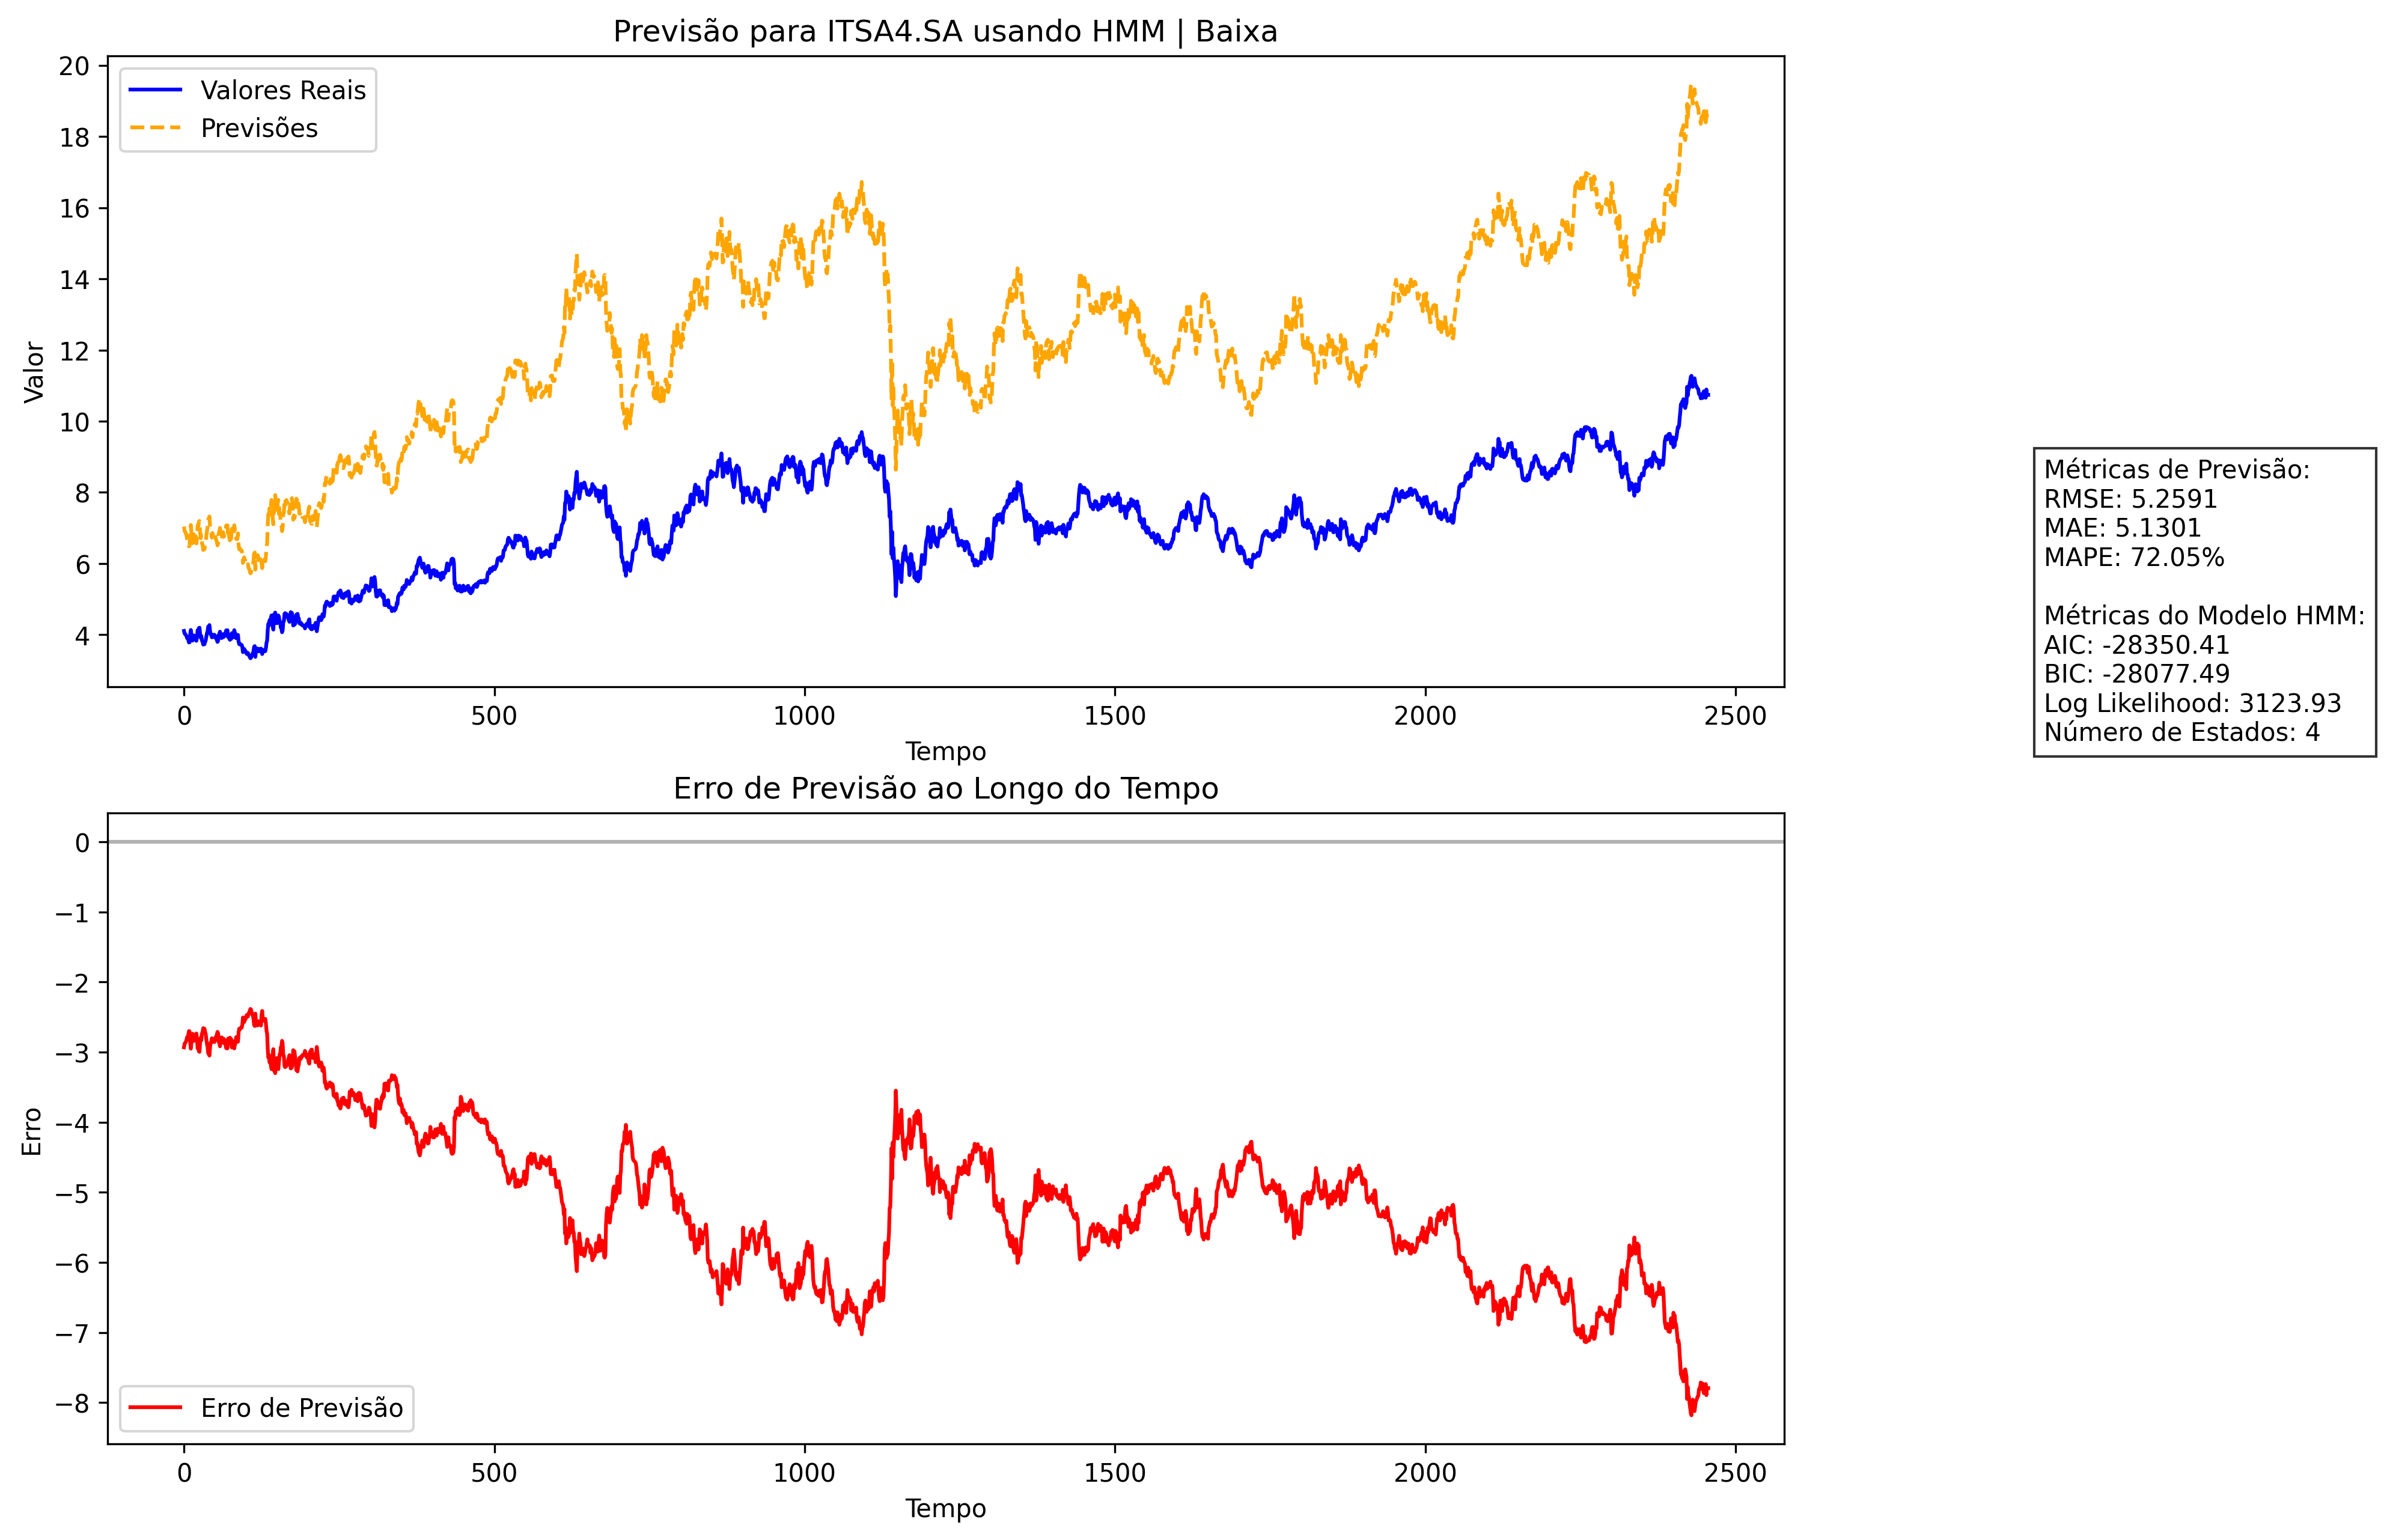 Previsão para ITSA4.SA usando HMM | Baixa
Valores Reais
Previsões
Valor
20
18
16
14
12
10
8
6
4
0
500
1000
1500
2000
2500
Tempo
Métricas de Previsão:
RMSE: 5.2591
MAE: 5.1301
MAPE: 72.05%
Métricas do Modelo HMM:
AIC: -28350.41
BIC: -28077.49
Log Likelihood: 3123.93
Número de Estados: 4
Erro de Previsão ao Longo do Tempo
Erro
0
−1
−2
−3
−4
−5
−6
−7
−8
Erro de Previsão
0
500
1000
1500
2000
2500
Tempo